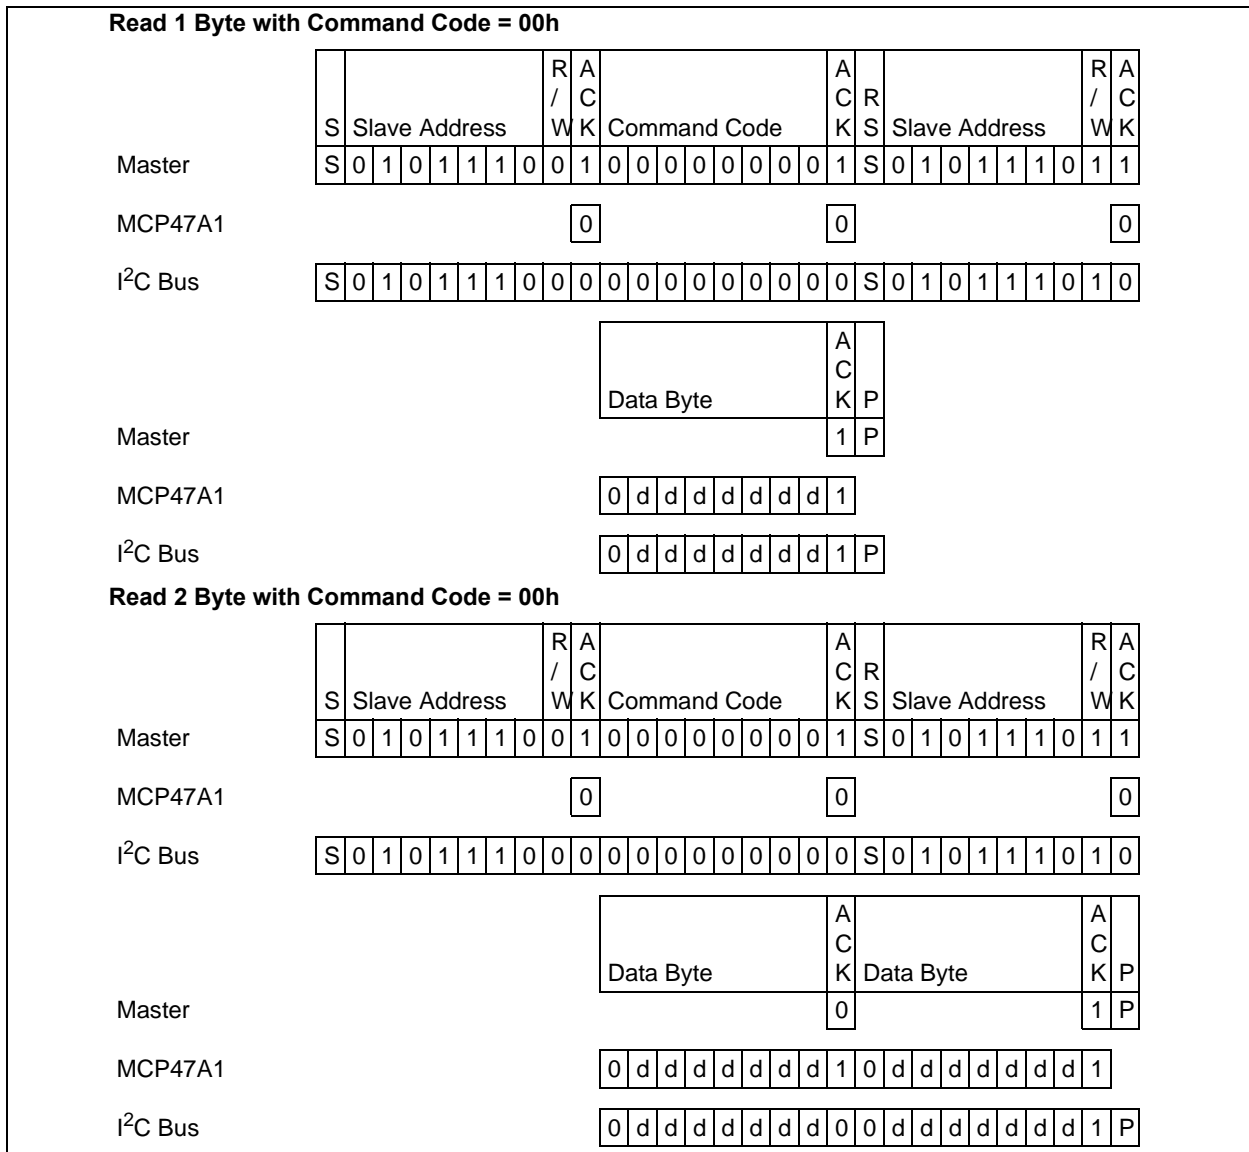 Read 1 Byte with Command Code = 00h
S Slave Address R/W ACK Command Code ACK RS Slave Address R/W ACK
Master S 0 1 0 1 1 1 0 0 1 0 0 0 0 0 0 0 0 1 S 0 1 0 1 1 1 0 1 1
MCP47A1 0 0 0
I2C Bus S 0 1 0 1 1 1 0 0 0 0 0 0 0 0 0 0 0 0 S 0 1 0 1 1 1 0 1 0
Data Byte ACK P
Master 1 P
MCP47A1 0 d d d d d d d 1
I2C Bus 0 d d d d d d d 1 P
Read 2 Byte with Command Code = 00h
S Slave Address R/W ACK Command Code ACK RS Slave Address R/W ACK
Master S 0 1 0 1 1 1 0 0 1 0 0 0 0 0 0 0 0 1 S 0 1 0 1 1 1 0 1 1
MCP47A1 0 0 0
I2C Bus S 0 1 0 1 1 1 0 0 0 0 0 0 0 0 0 0 0 0 S 0 1 0 1 1 1 0 1 0
Data Byte ACK Data Byte ACK P
Master 0 1 P
MCP47A1 0 d d d d d d d 1 0 d d d d d d d 1
I2C Bus 0 d d d d d d d 0 0 d d d d d d d 1 P